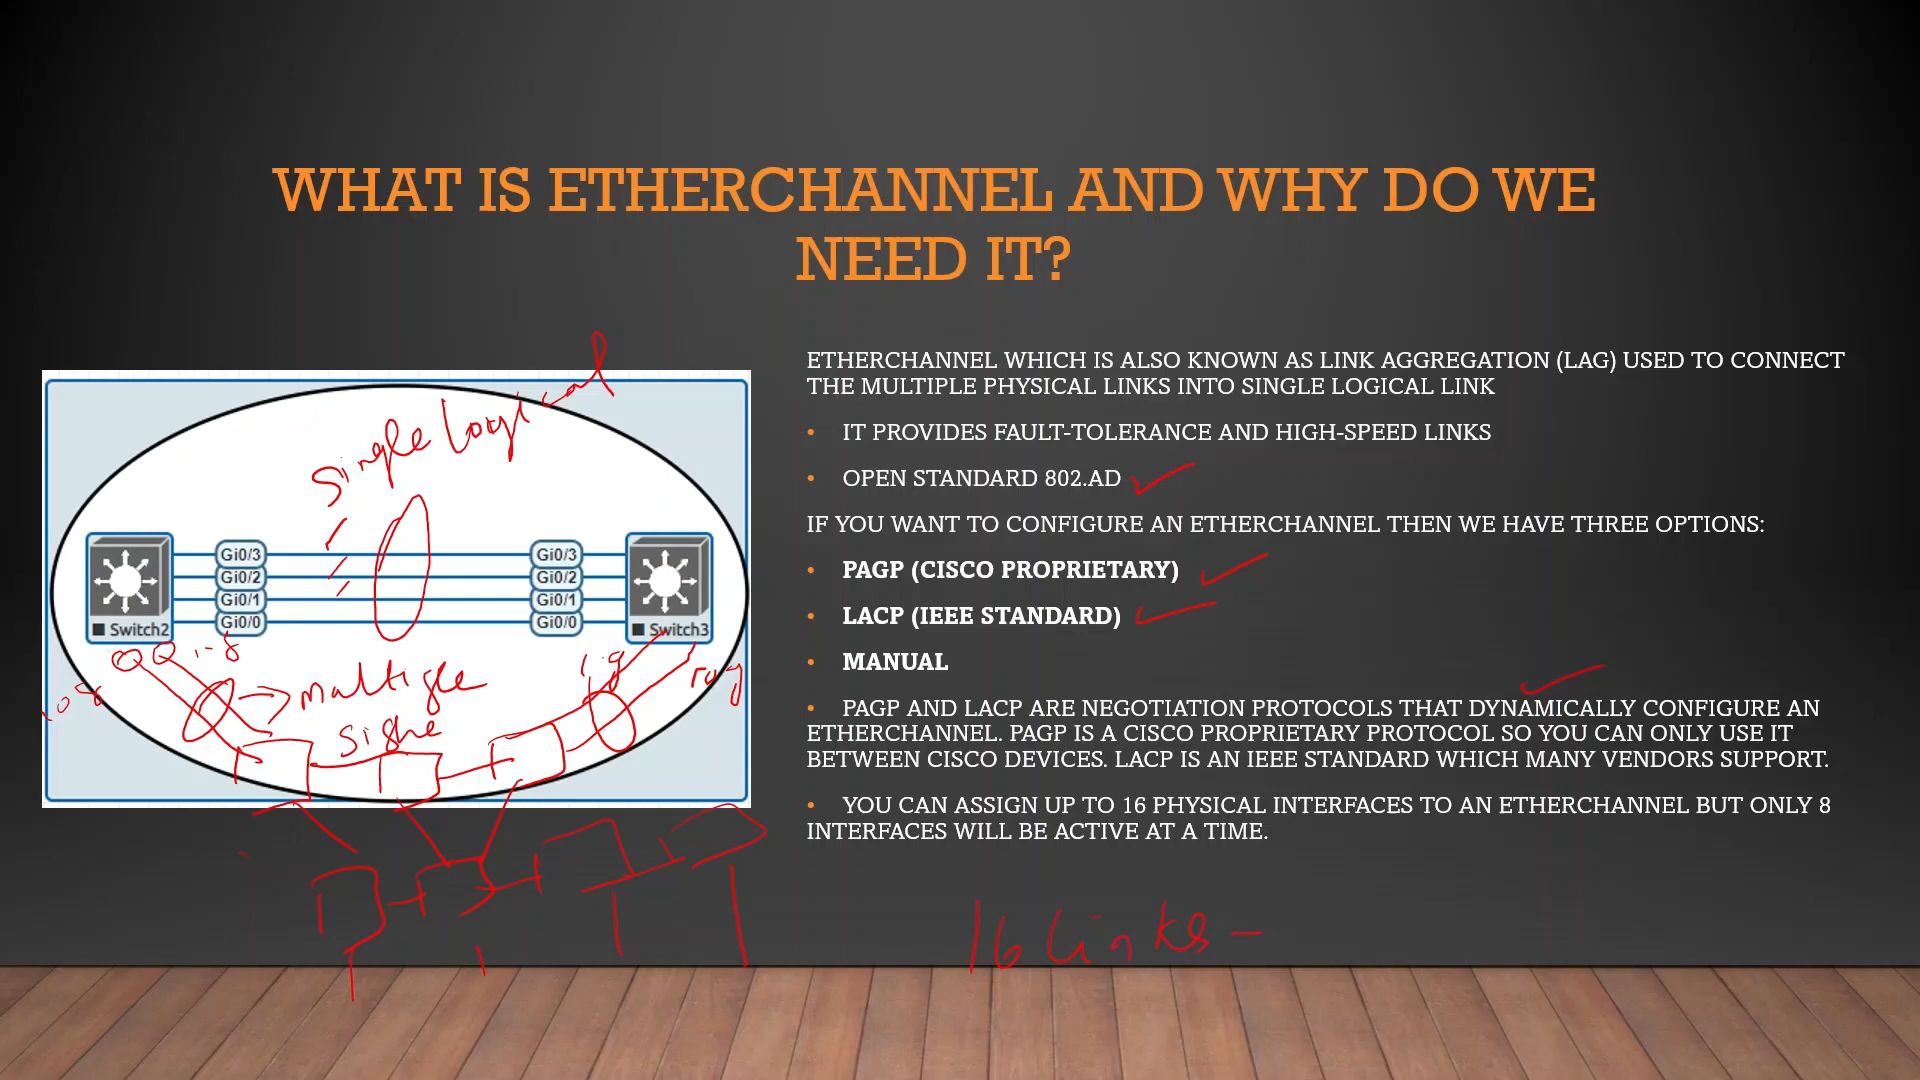 WHAT IS ETHERCHANNEL AND WHY DO WE
NEED IT?
Single Logical
Gi0/3 Gi0/3
Gi0/2 Gi0/2
Gi0/1 Gi0/1
Gi0/0 Gi0/0
Switch2 Switch3
multiple
ETHERCHANNEL WHICH IS ALSO KNOWN AS LINK AGGREGATION (LAG) USED TO CONNECT
THE MULTIPLE PHYSICAL LINKS INTO SINGLE LOGICAL LINK
• IT PROVIDES FAULT-TOLERANCE AND HIGH-SPEED LINKS
• OPEN STANDARD 802.AD
IF YOU WANT TO CONFIGURE AN ETHERCHANNEL THEN WE HAVE THREE OPTIONS:
• PAGP (CISCO PROPRIETARY)
• LACP (IEEE STANDARD)
• MANUAL
• PAGP AND LACP ARE NEGOTIATION PROTOCOLS THAT DYNAMICALLY CONFIGURE AN
ETHERCHANNEL. PAGP IS A CISCO PROPRIETARY PROTOCOL SO YOU CAN ONLY USE IT
BETWEEN CISCO DEVICES. LACP IS AN IEEE STANDARD WHICH MANY VENDORS SUPPORT.
• YOU CAN ASSIGN UP TO 16 PHYSICAL INTERFACES TO AN ETHERCHANNEL BUT ONLY 8
INTERFACES WILL BE ACTIVE AT A TIME.
16 links -